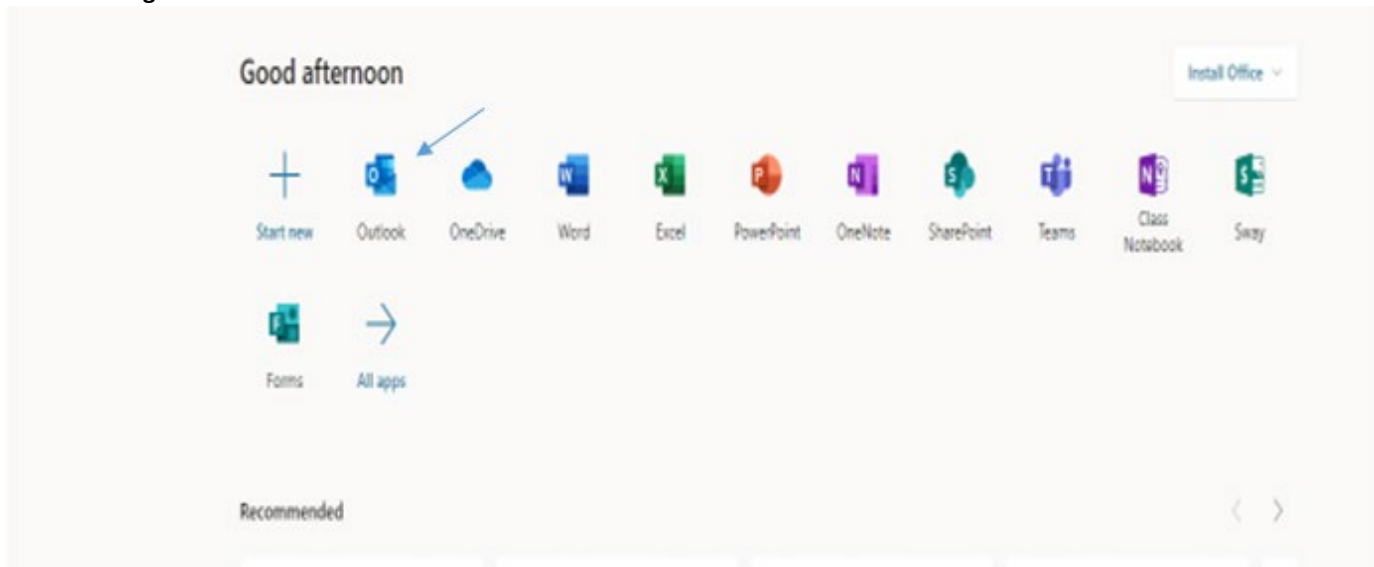 Good afternoon
Install Office
Start new
Outlook
OneDrive
Word
Excel
PowerPoint
OneNote
SharePoint
Teams
Class
Notebook
Sway
Forms
All apps
Recommended